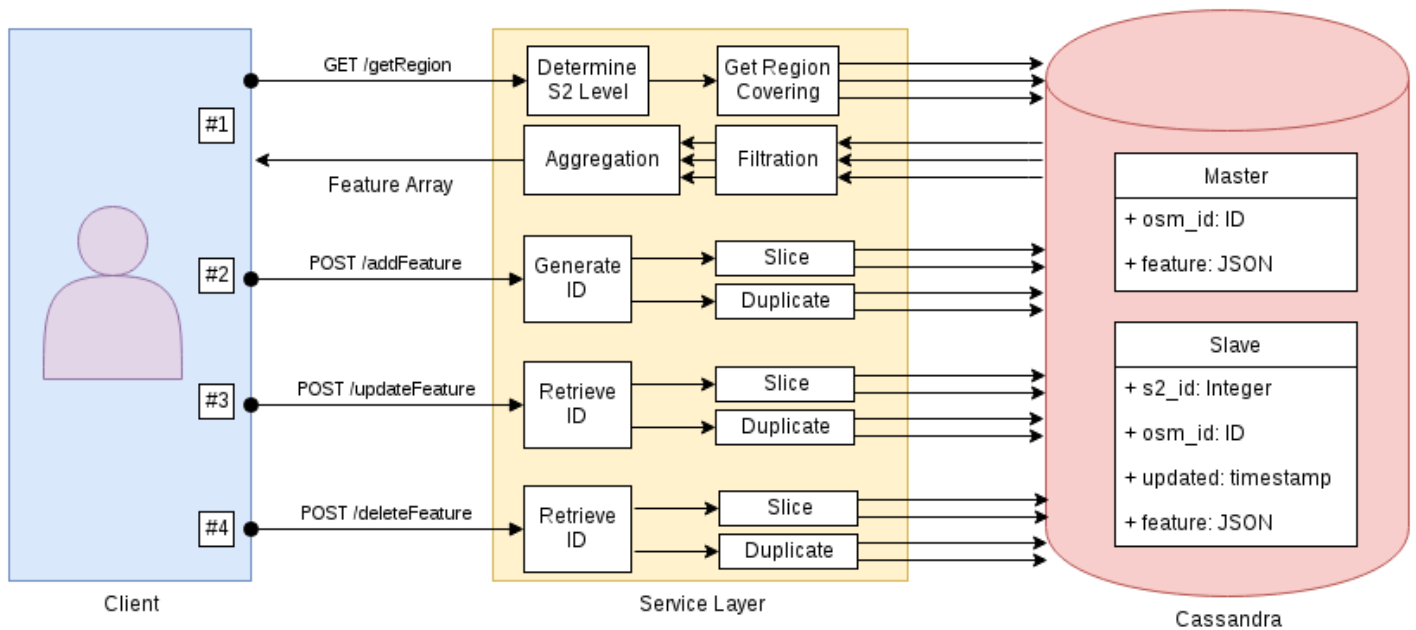 GET /getRegion
Determine
S2 Level
Get Region
Covering
#1
Aggregation
Filtration
Feature Array
Master
+ osm_id: ID
+ feature: JSON
#2
POST /addFeature
Generate
ID
Slice
Duplicate
Slave
+ s2_id: Integer
+ osm_id: ID
+ updated: timestamp
+ feature: JSON
#3
POST /updateFeature
Retrieve
ID
Slice
Duplicate
#4
POST /deleteFeature
Retrieve
ID
Slice
Duplicate
Client
Service Layer
Cassandra